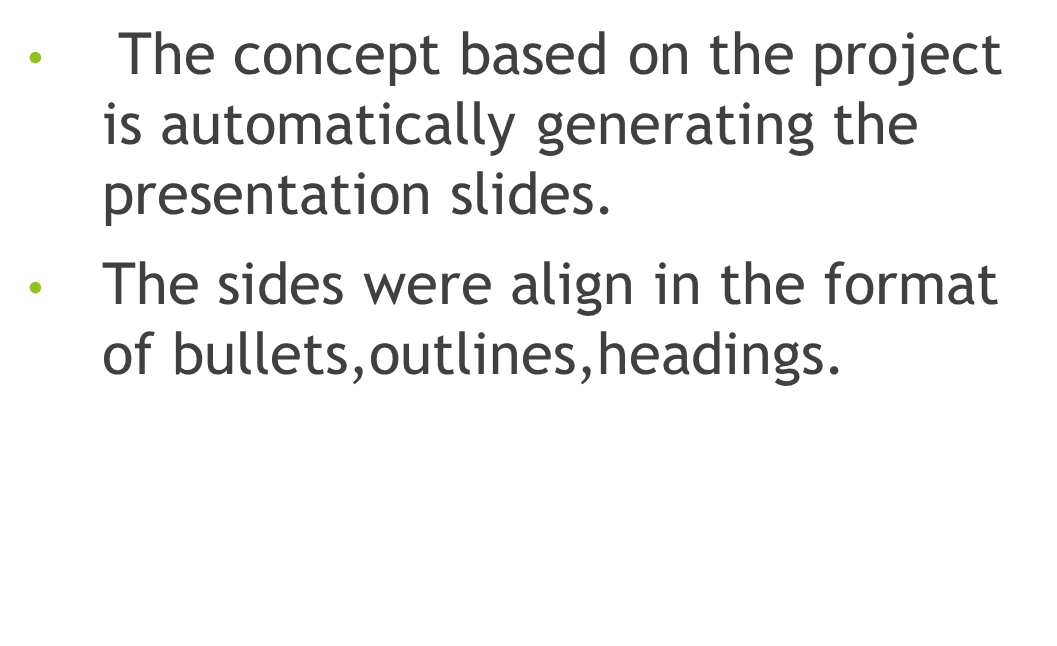 • The concept based on the project
is automatically generating the
presentation slides.
• The sides were align in the format
of bullets,outlines,headings.